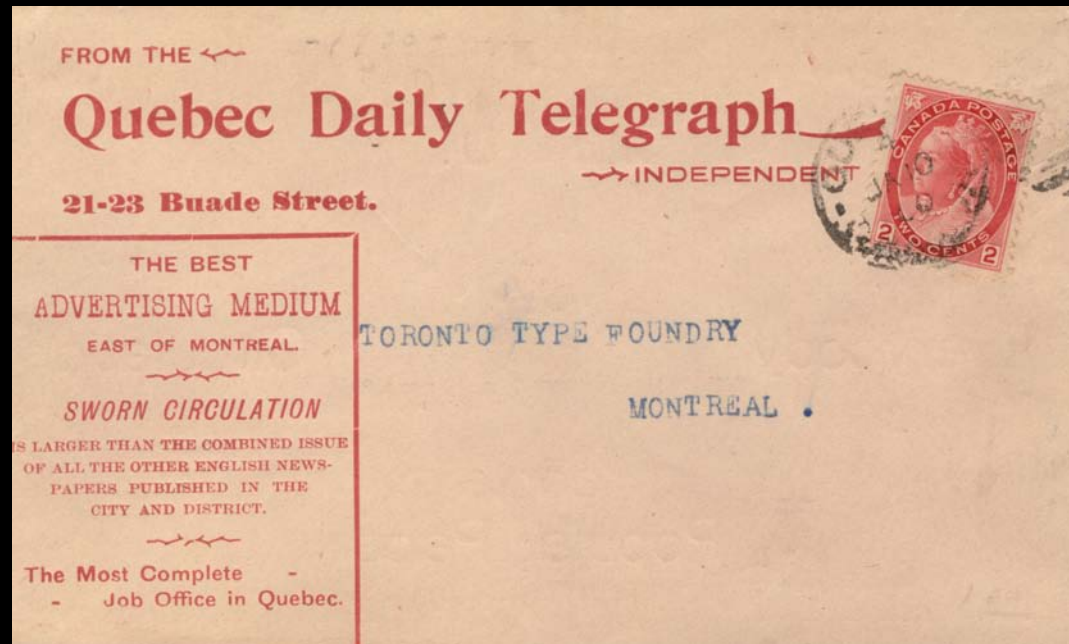 FROM THE
Quebec Daily Telegraph
INDEPENDENT
21-23 Buade Street.
CANADA POSTAGE
2 TWO CENTS 2
JA 10
THE BEST
ADVERTISING MEDIUM
EAST OF MONTREAL.
SWORN CIRCULATION
IS LARGER THAN THE COMBINED ISSUE
OF ALL THE OTHER ENGLISH NEWS-
PAPERS PUBLISHED IN THE
CITY AND DISTRICT.
The Most Complete -
- Job Office in Quebec.
TORONTO TYPE FOUNDRY
MONTREAL .